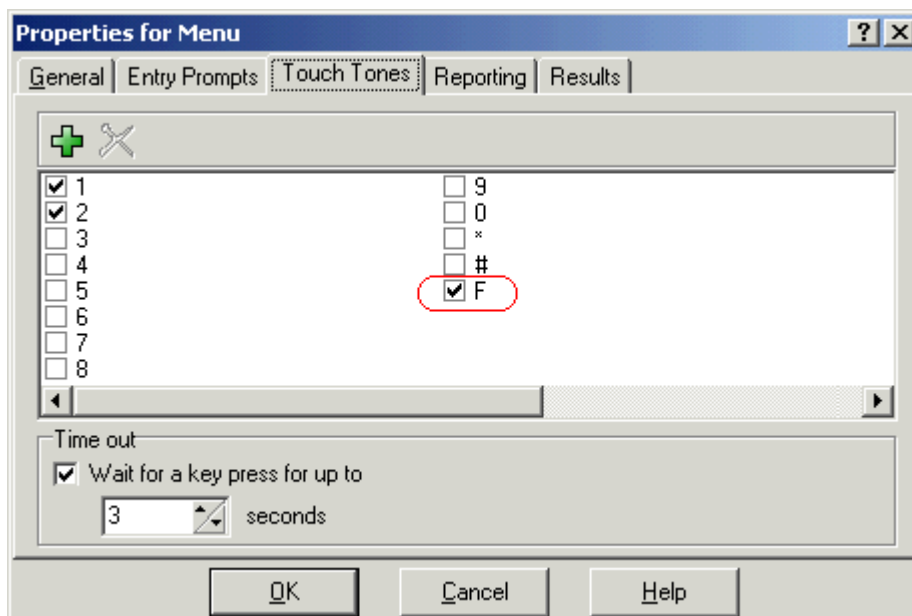 Properties for Menu
General Entry Prompts Touch Tones Reporting Results
1
2
3
4
5
6
7
8
9
0
*
#
F
Time out
Wait for a key press for up to
3 seconds
OK Cancel Help